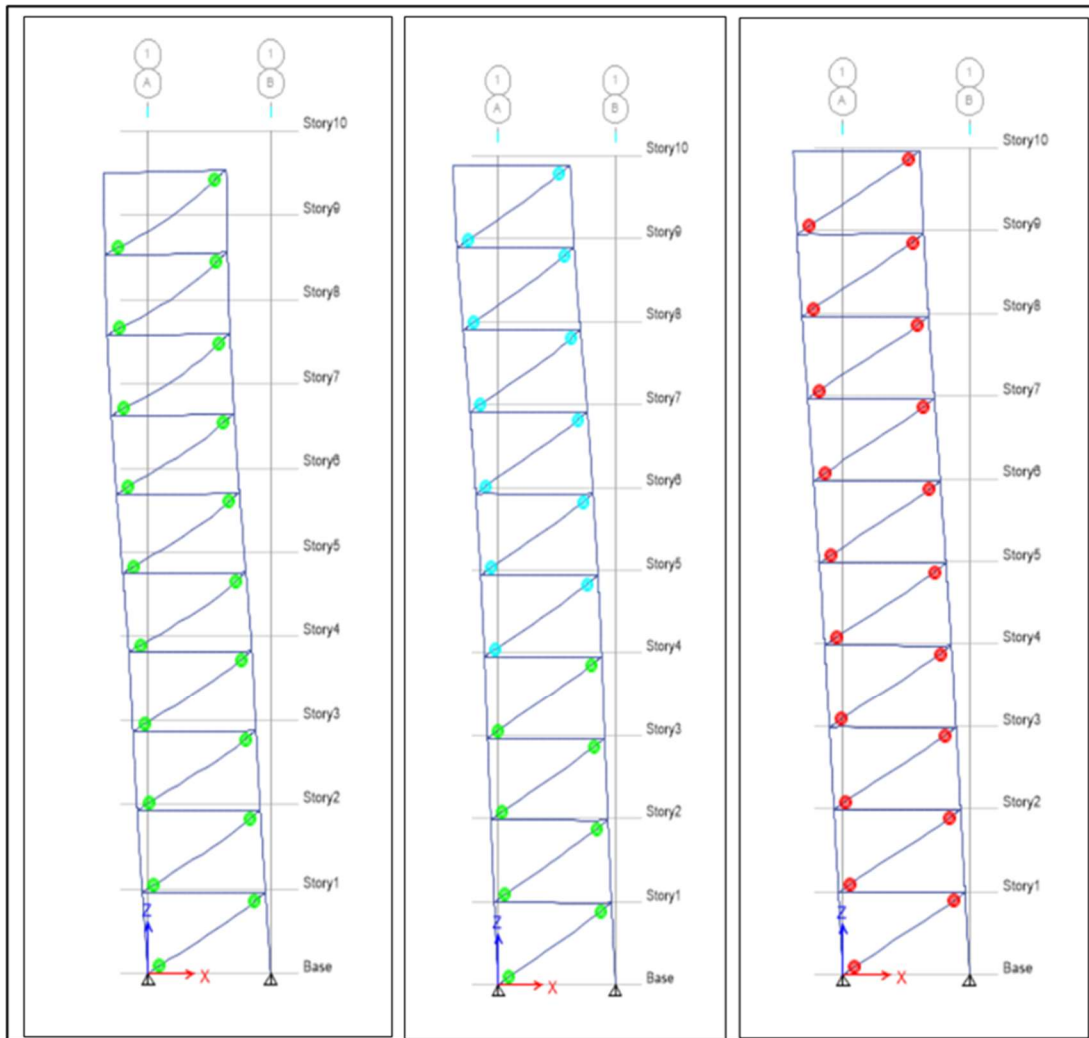 1 1
A B
Story10
Story9
Story8
Story7
Story6
Story5
Story4
Story3
Story2
Story1
Z
Base
X
1 1
A B
Story10
Story9
Story8
Story7
Story6
Story5
Story4
Story3
Story2
Story1
Z
Base
X
1 1
A B
Story10
Story9
Story8
Story7
Story6
Story5
Story4
Story3
Story2
Story1
Z
Base
X